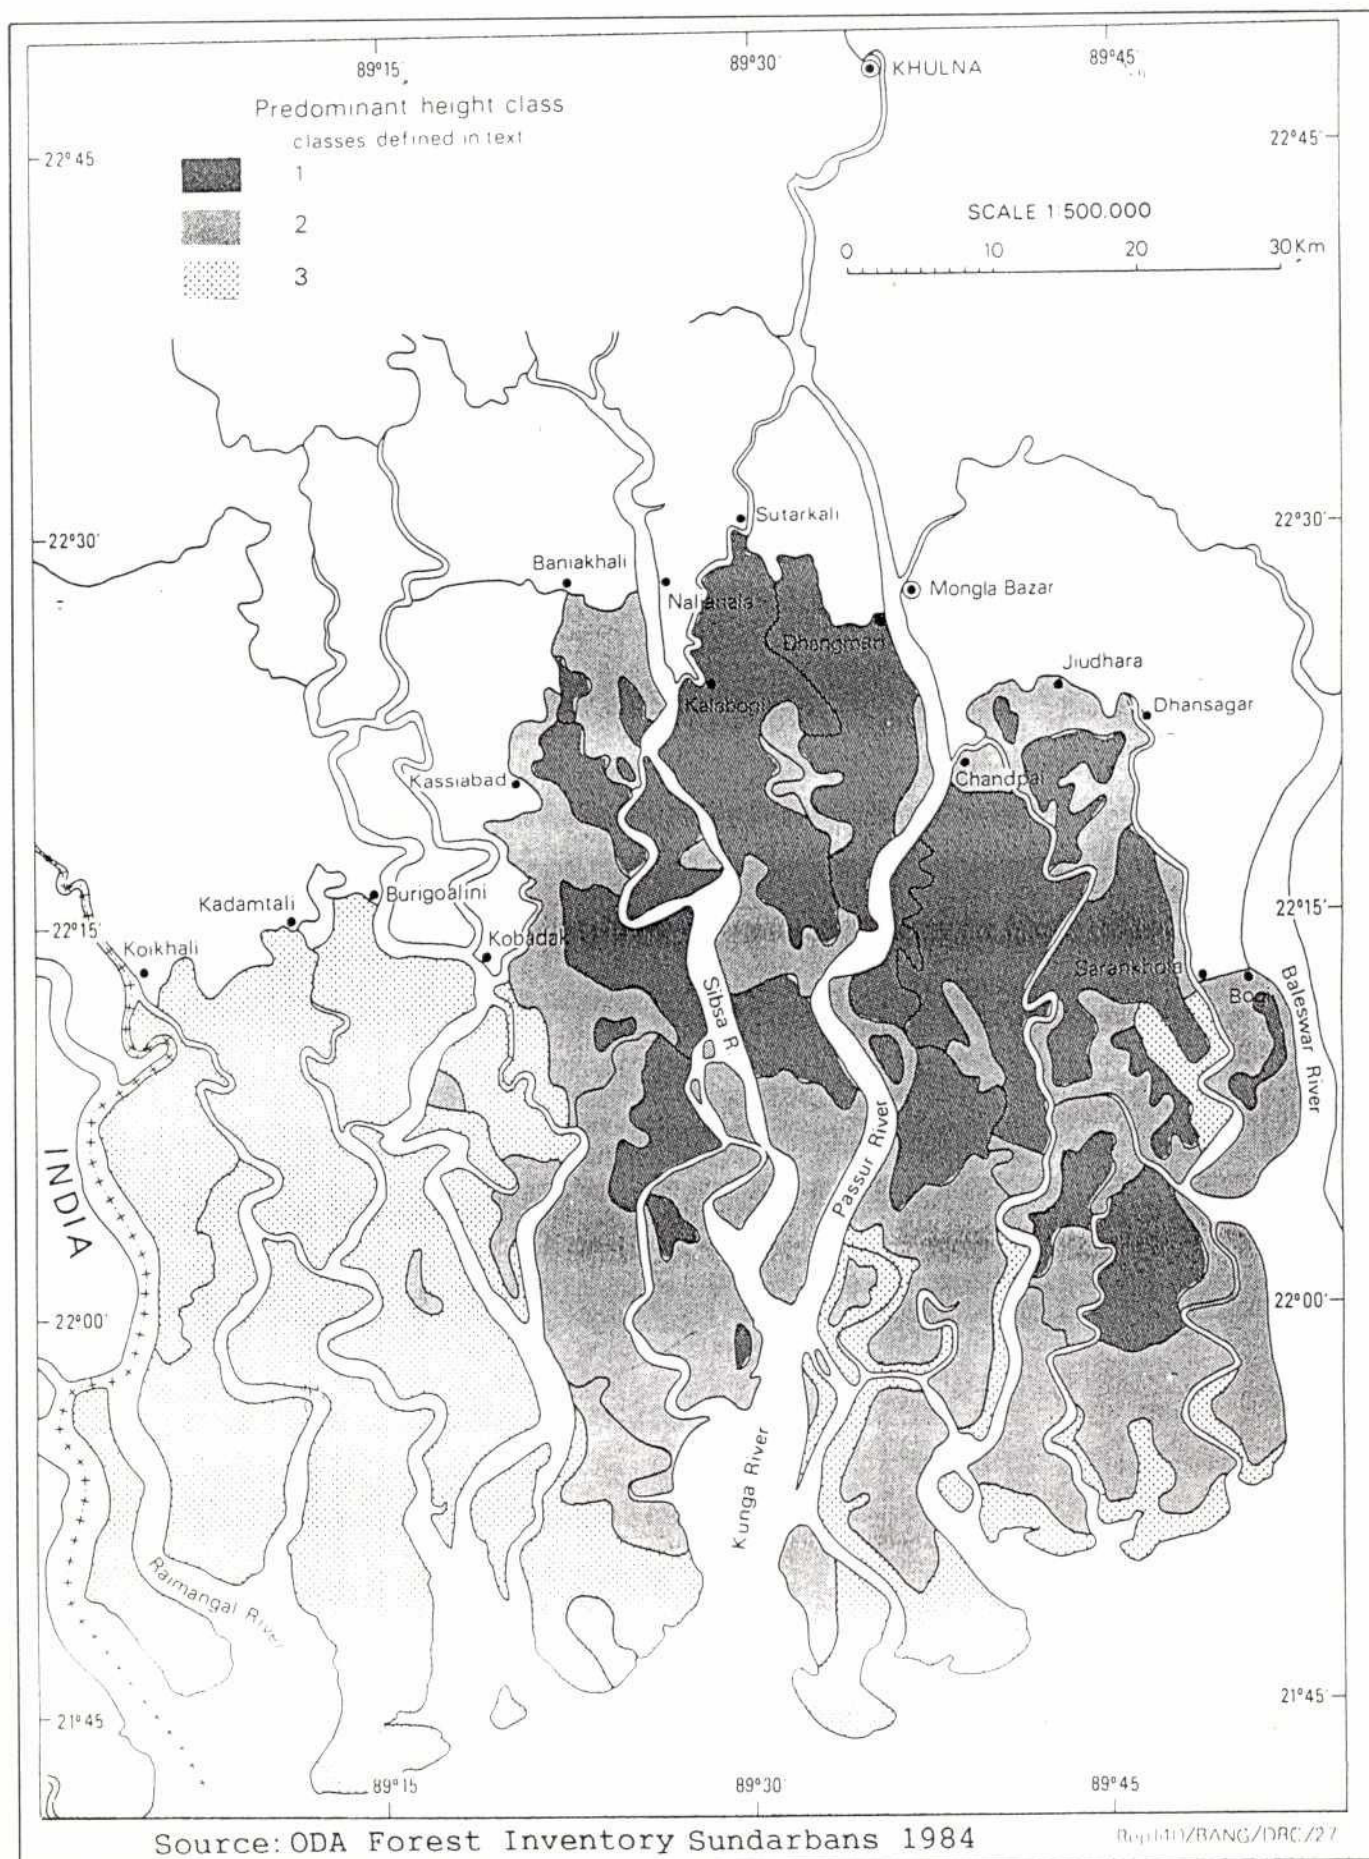 89°15'
89°30'
89°45'
KHULNA
Predominant height class
classes defined in text
22°45'
22°45'
1
SCALE 1:500.000
2
0 10 20 30 Km
3
Sutarkali
22°30'
22°30'
Baniakhali
Nalianala
Mongla Bazar
Dhangmari
Jiudhara
Kalabogi
Dhansagar
Kassiabad
Chandpai
Kadamtali
Burigoalini
22°15'
22°15'
Koikhali
Kobadak
Sarankhola
Bogi
Sibsa R.
Baleswar River
INDIA
Passur River
22°00'
22°00'
Kunga River
Raimangal River
21°45'
21°45'
89°15
89°30'
89°45'
Source: ODA Forest Inventory Sundarbans 1984